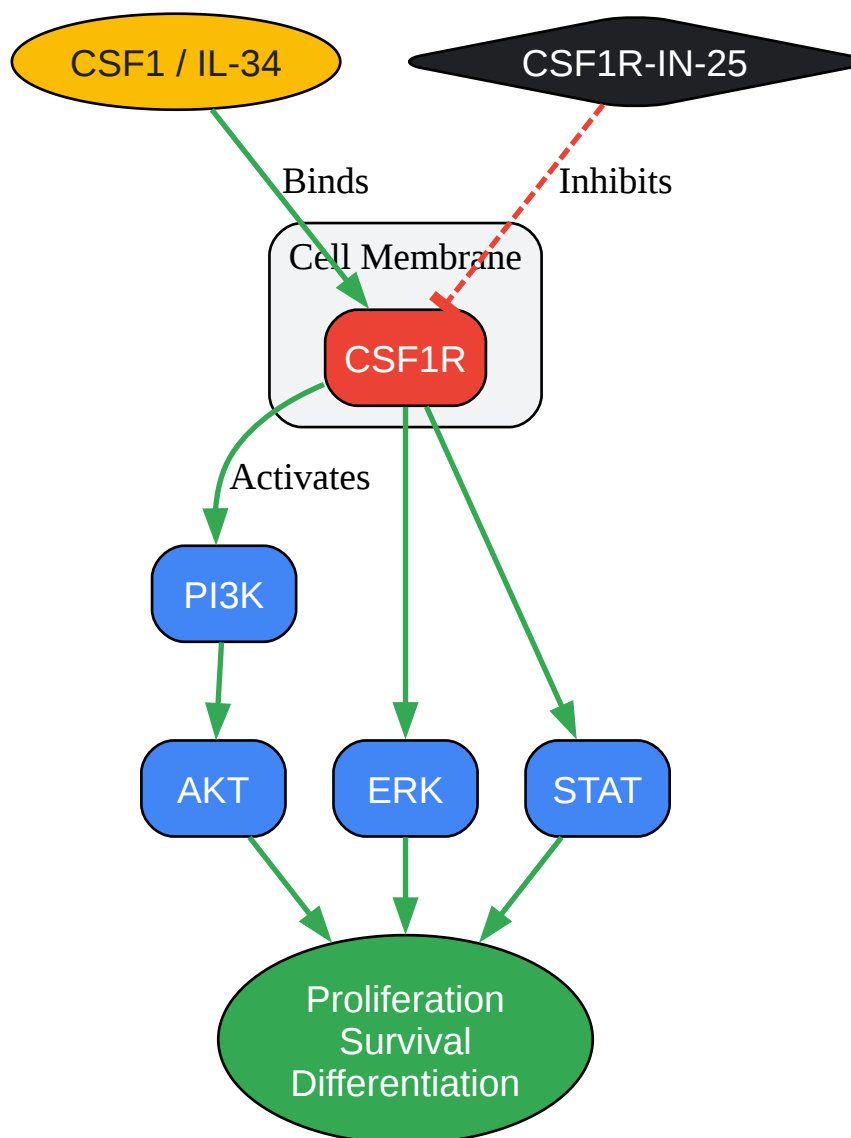 CSF1 / IL-34
CSF1R-IN-25
Binds
Inhibits
Cell Membrane
CSF1R
Activates
PI3K
AKT
ERK
STAT
Proliferation
Survival
Differentiation